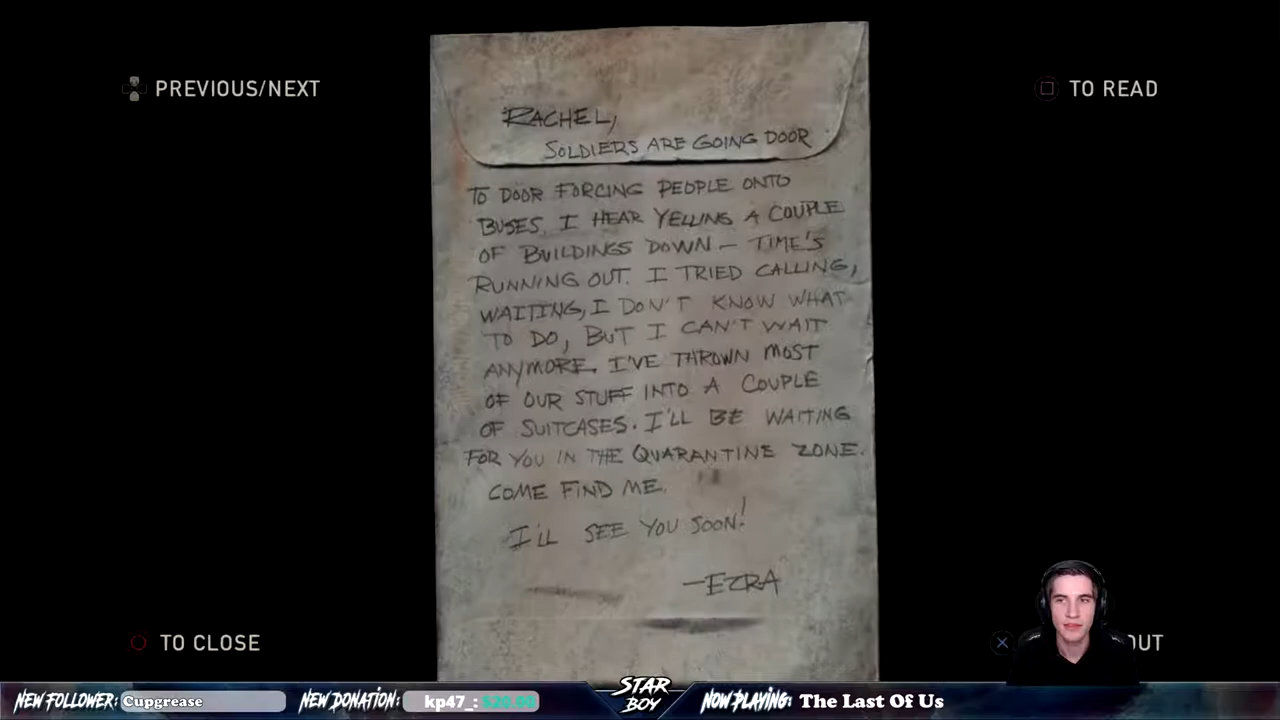 PREVIOUS/NEXT
TO READ
RACHEL,
SOLDIERS ARE GOING DOOR
TO DOOR FORCING PEOPLE ONTO
BUSES. I HEAR YELLING A COUPLE
OF BUILDINGS DOWN – TIME'S
RUNNING OUT. I TRIED CALLING,
WAITING, I DON'T KNOW WHAT
TO DO, BUT I CAN'T WAIT
ANYMORE. I'VE THROWN MOST
OF OUR STUFF INTO A COUPLE
OF SUITCASES. I'LL BE WAITING
FOR YOU IN THE QUARANTINE ZONE.
COME FIND ME.
I'LL SEE YOU SOON!
–EZRA
TO CLOSE
OUT
NEW FOLLOWER: Cupgrease
NEW DONATION: kp47_: $20.90
STAR
BOY
NOW PLAYING: The Last Of Us